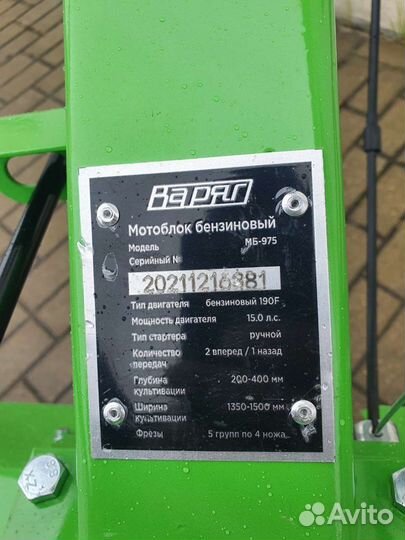 Варяг
Мотоблок бензиновый
Модель МБ-975
Серийный №
20211216381
Тип двигателя бензиновый 190F
Мощность двигателя 15.0 л.с.
Тип стартера ручной
Количество передач 2 вперед / 1 назад
Глубина культивации 200-400 мм
Ширина культивации 1350-1500 мм
Фрезы 5 групп по 4 ножа
Avito